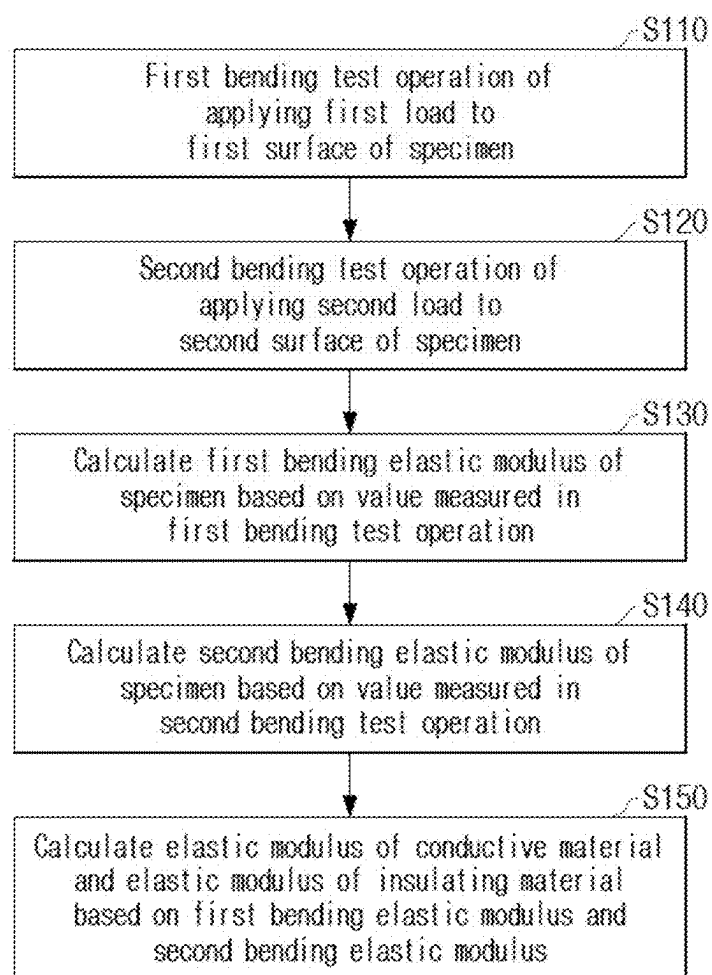 S110
First bending test operation of
applying first load to
first surface of specimen
S120
Second bending test operation of
applying second load to
second surface of specimen
S130
Calculate first bending elastic modulus of
specimen based on value measured in
first bending test operation
S140
Calculate second bending elastic modulus of
specimen based on value measured in
second bending test operation
S150
Calculate elastic modulus of conductive material
and elastic modulus of insulating material
based on first bending elastic modulus and
second bending elastic modulus